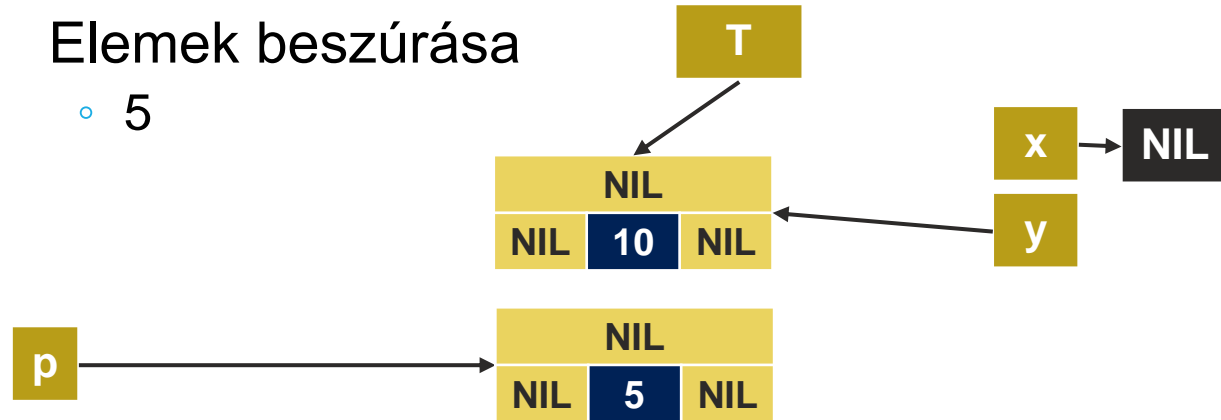 Elemek beszúrása
◦ 5
T
x
NIL
y
NIL
NIL 10 NIL
p
NIL
NIL 5 NIL